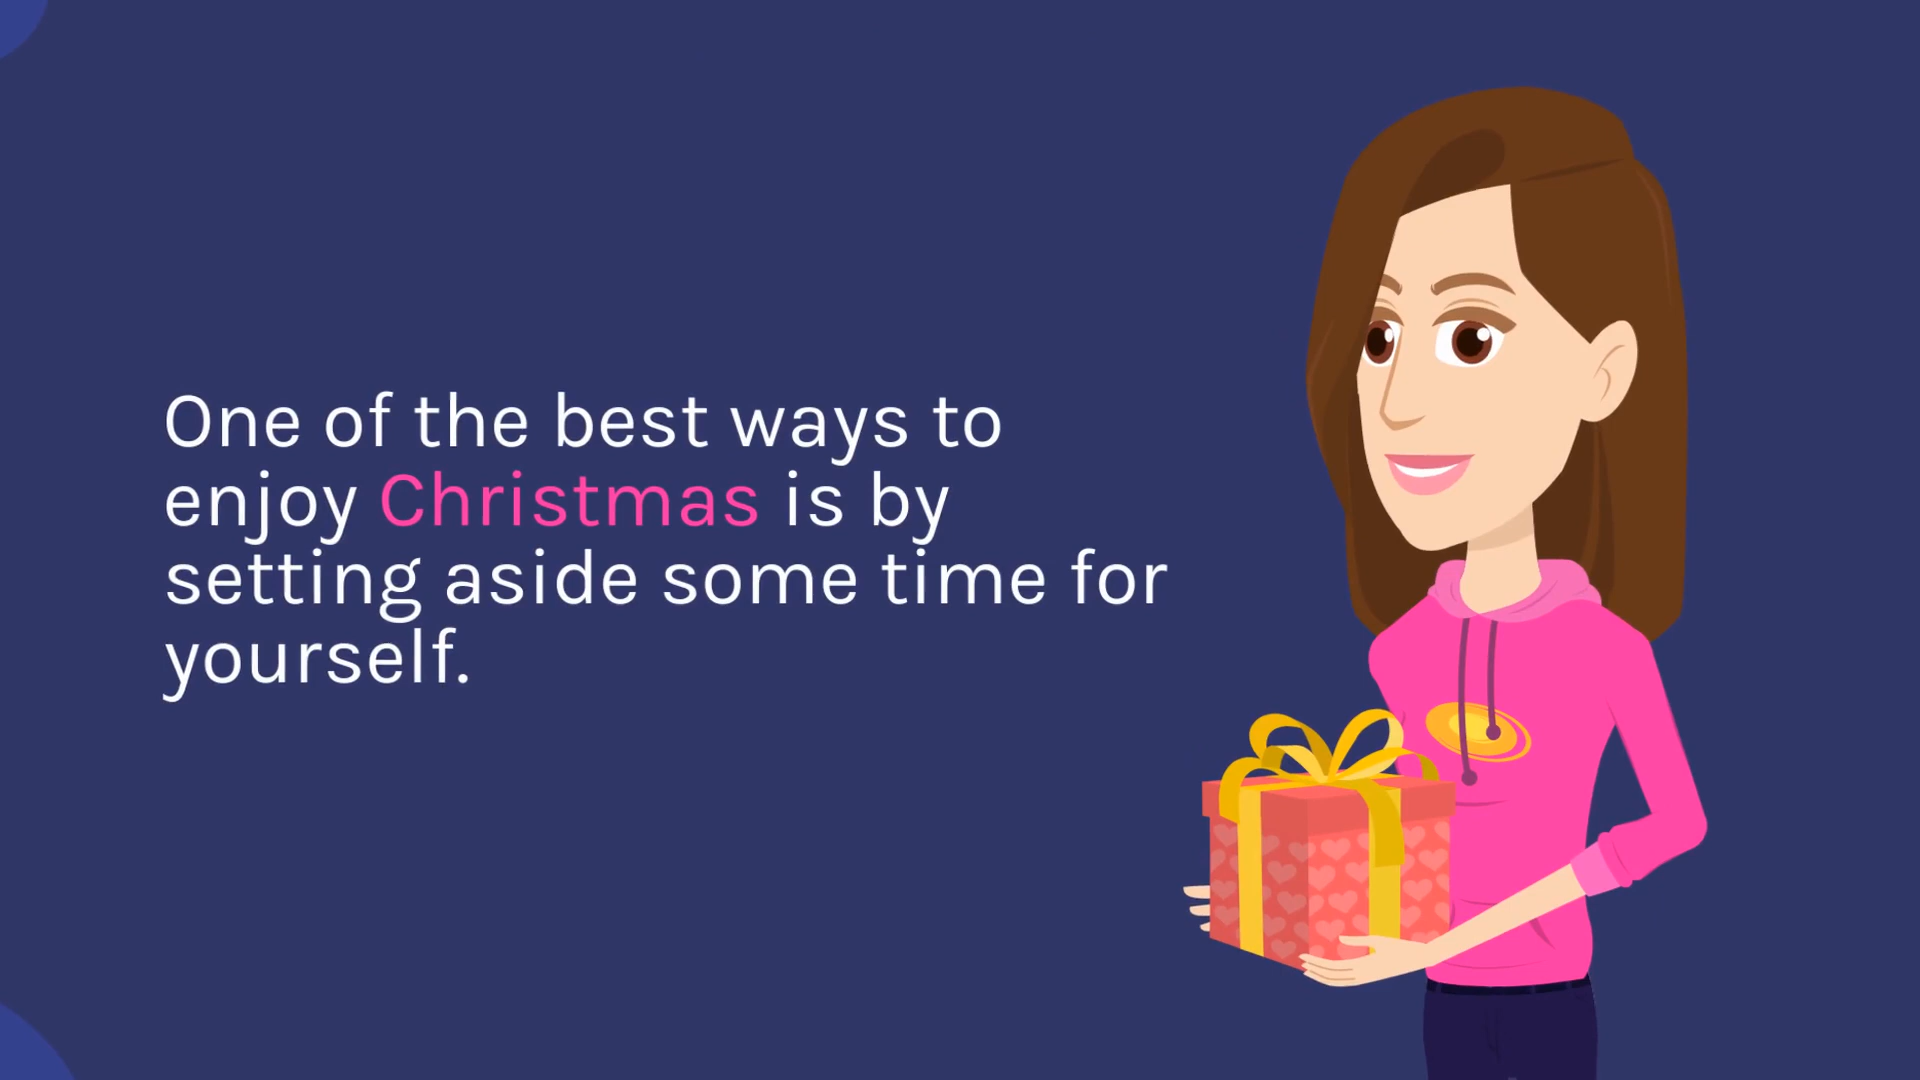 One of the best ways to
enjoy Christmas is by
setting aside some time for
yourself.